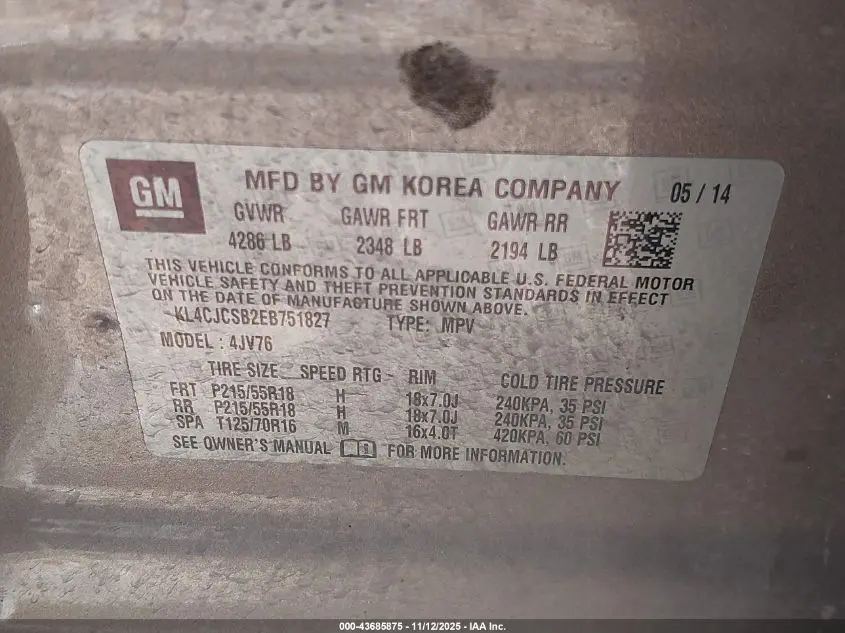 GM
MFD BY GM KOREA COMPANY 05 / 14
GVWR GAWR FRT GAWR RR
4286 LB 2348 LB 2194 LB
THIS VEHICLE CONFORMS TO ALL APPLICABLE U.S. FEDERAL MOTOR
VEHICLE SAFETY AND THEFT PREVENTION STANDARDS IN EFFECT
ON THE DATE OF MANUFACTURE SHOWN ABOVE.
KL4CJCSB2EB751827 TYPE: MPV
MODEL : 4JV76
TIRE SIZE SPEED RTG RIM COLD TIRE PRESSURE
FRT P215/55R18 H 18x7.0J 240KPA, 35 PSI
RR P215/55R18 H 18x7.0J 240KPA, 35 PSI
SPA T125/70R16 M 16x4.0T 420KPA, 60 PSI
SEE OWNER'S MANUAL FOR MORE INFORMATION.
000-43685875 - 11/12/2025 - IAA Inc.